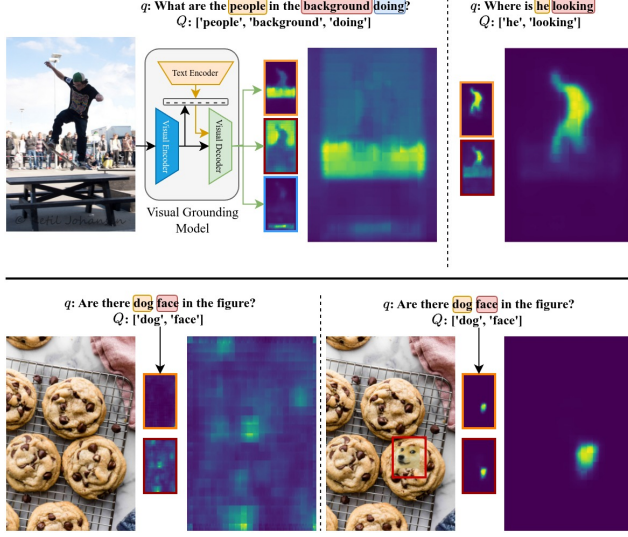 q: What are the people in the background doing?
Q: ['people', 'background', 'doing']
q: Where is he looking
Q: ['he', 'looking']
Text Encoder
Visual Encoder
Visual Decoder
Visual Grounding
Model
q: Are there dog face in the figure?
Q: ['dog', 'face']
q: Are there dog face in the figure?
Q: ['dog', 'face']